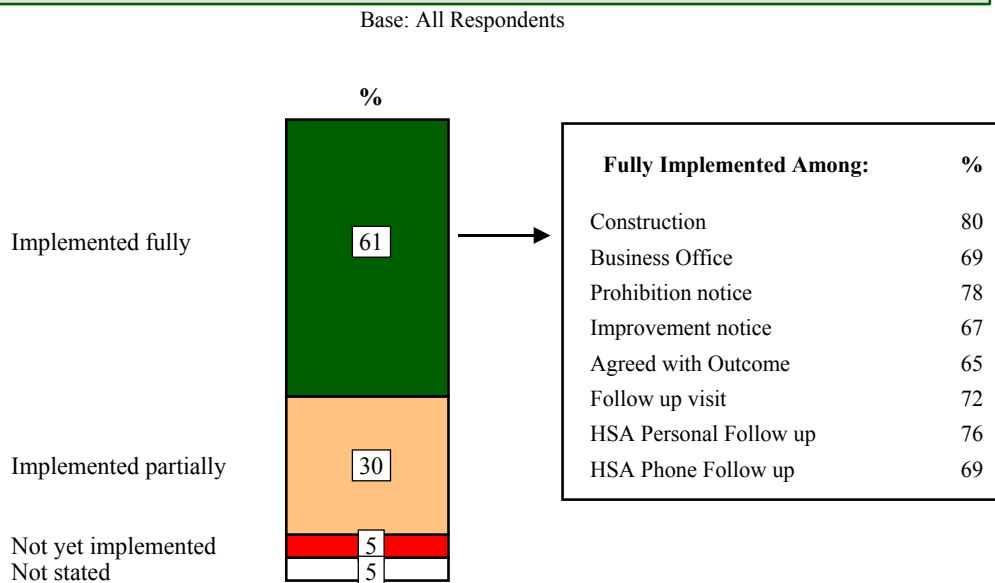 Base: All Respondents
%
Implemented fully
61
Implemented partially
30
Not yet implemented
5
Not stated
5
Fully Implemented Among: %
Construction 80
Business Office 69
Prohibition notice 78
Improvement notice 67
Agreed with Outcome 65
Follow up visit 72
HSA Personal Follow up 76
HSA Phone Follow up 69